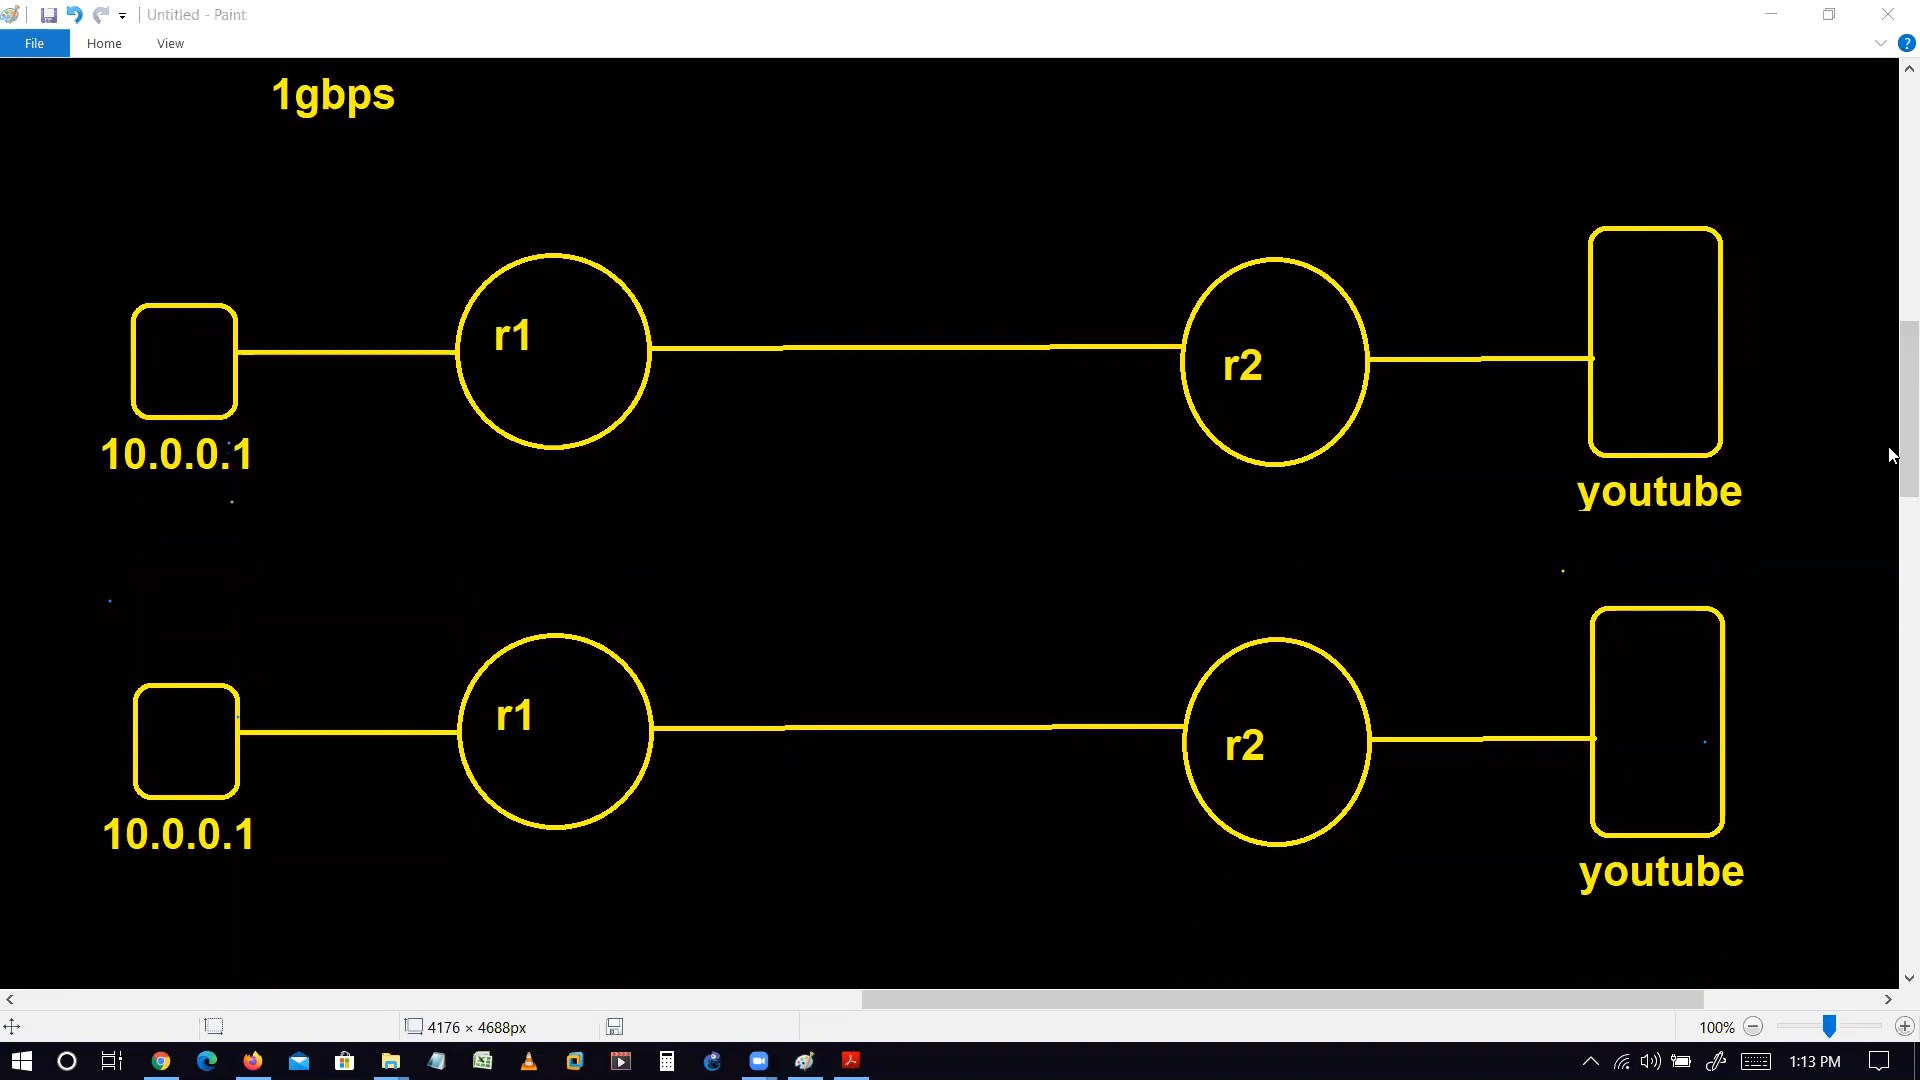 Untitled - Paint
File Home View
1gbps
r1
r2
10.0.0.1
youtube
r1
r2
10.0.0.1
youtube
4176 × 4688px
100%
1:13 PM